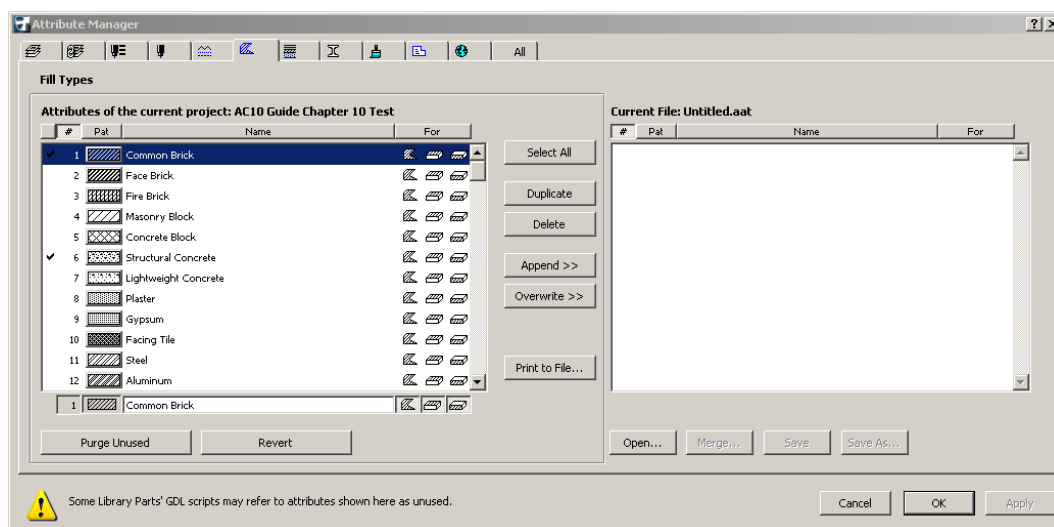 Attribute Manager
All
Fill Types
Attributes of the current project: AC10 Guide Chapter 10 Test
# Pat Name For
1 Common Brick
2 Face Brick
3 Fire Brick
4 Masonry Block
5 Concrete Block
6 Structural Concrete
7 Lightweight Concrete
8 Plaster
9 Gypsum
10 Facing Tile
11 Steel
12 Aluminum
1 Common Brick
Purge Unused
Revert
Select All
Duplicate
Delete
Append >>
Overwrite >>
Print to File...
Current File: Untitled.aat
# Pat Name For
Open...
Merge...
Save
Save As...
Some Library Parts' GDL scripts may refer to attributes shown here as unused.
Cancel
OK
Apply